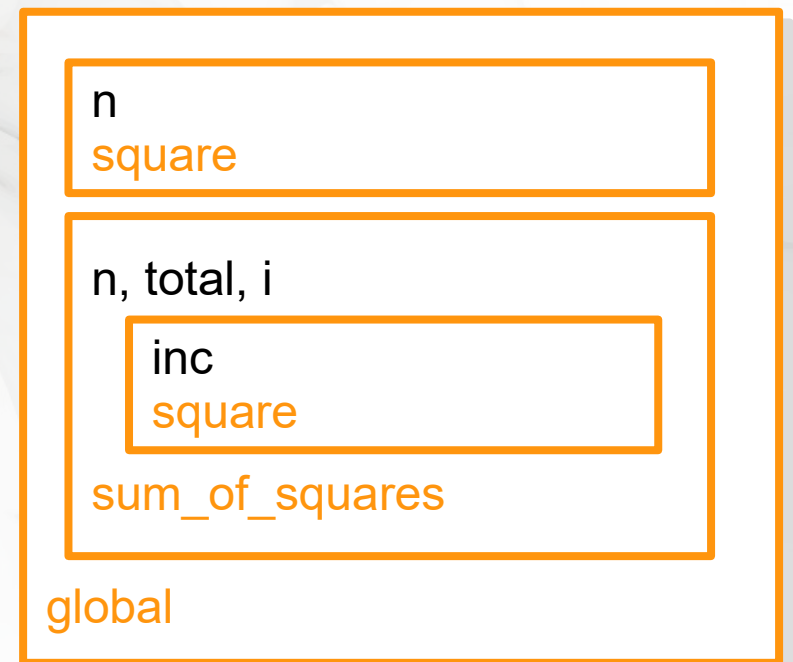 n
square
n, total, i
inc
square
sum_of_squares
global